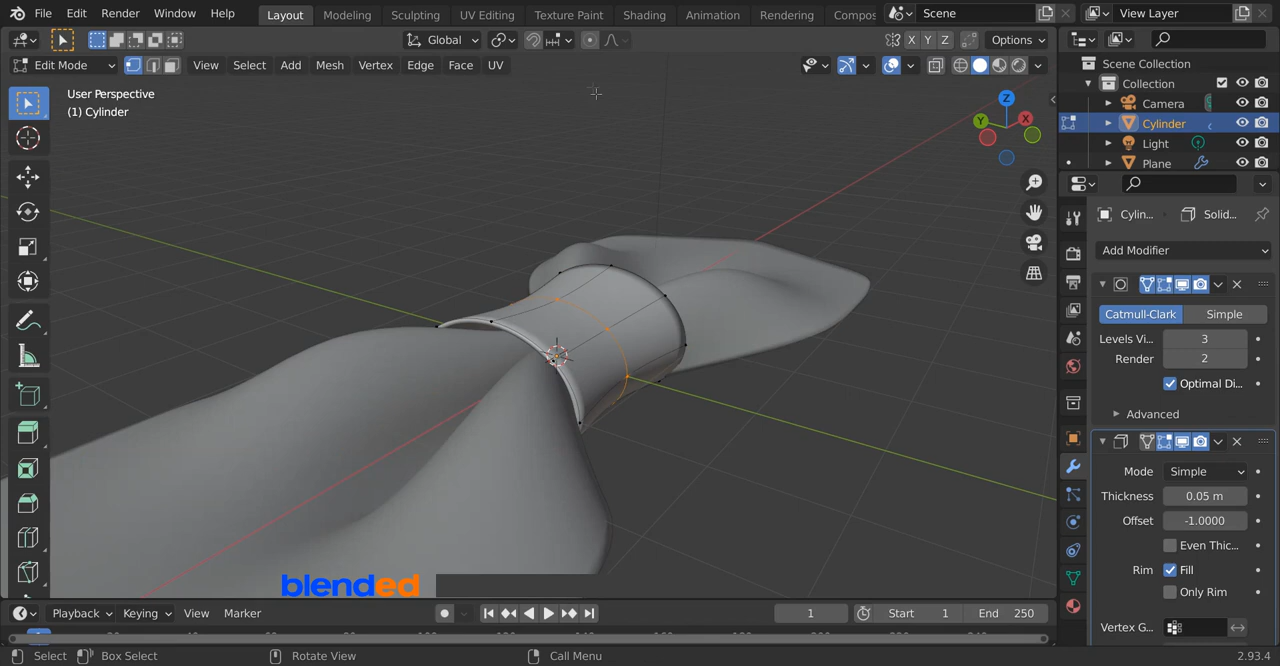 File Edit Render Window Help Layout Modeling Sculpting UV Editing Texture Paint Shading Animation Rendering Compos Scene View Layer
Global X Y Z Options
Edit Mode View Select Add Mesh Vertex Edge Face UV
User Perspective
(1) Cylinder
Z
Y
X
Scene Collection
Collection
Camera
Cylinder
Light
Plane
Cylin... Solid...
Add Modifier
Catmull-Clark Simple
Levels Vi... 3
Render 2
Optimal Di...
Advanced
Mode Simple
Thickness 0.05 m
Offset -1.0000
Even Thic...
Rim Fill
Only Rim
Vertex G...
blended
Playback Keying View Marker 1 Start 1 End 250
Select Box Select Rotate View Call Menu 2.93.4